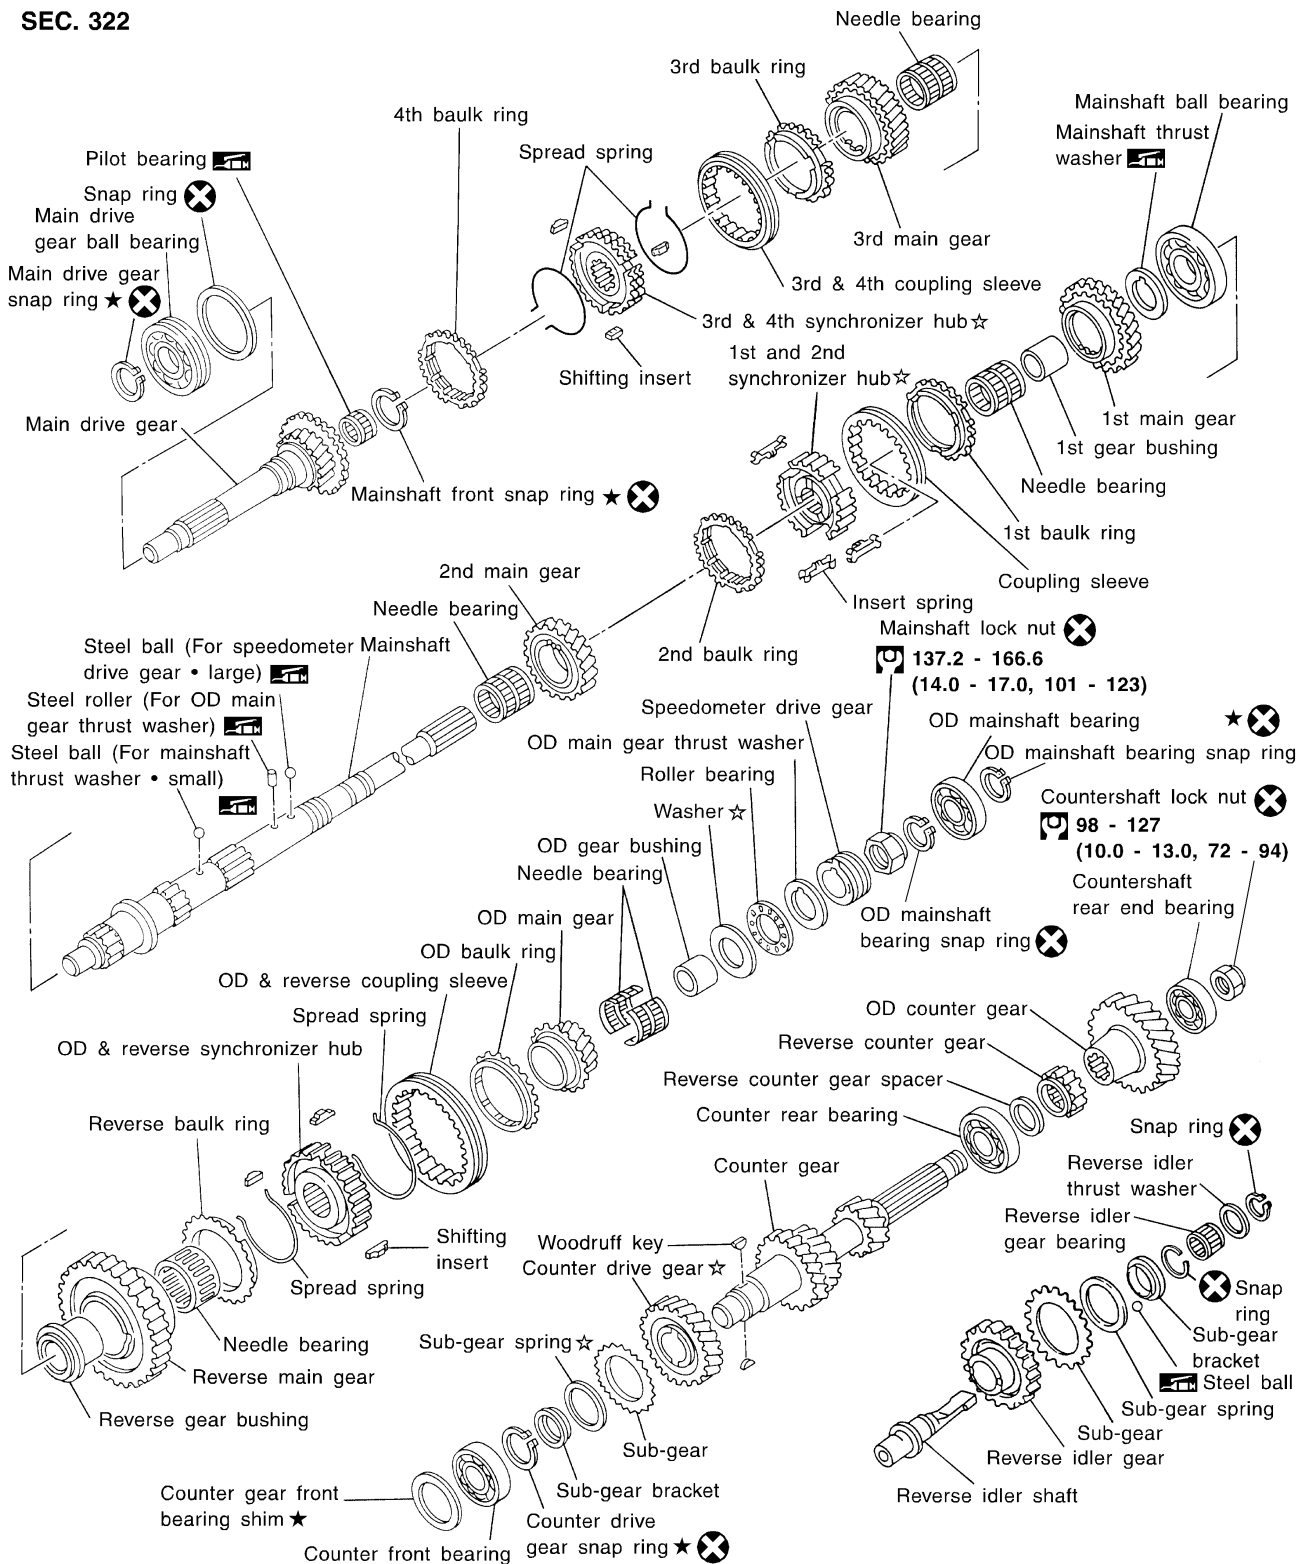 SEC. 322
Needle bearing
3rd baulk ring
4th baulk ring
Mainshaft ball bearing
Mainshaft thrust
washer
Pilot bearing
Spread spring
Snap ring
Main drive
gear ball bearing
3rd main gear
Main drive gear
snap ring ★
3rd & 4th coupling sleeve
3rd & 4th synchronizer hub ☆
1st and 2nd
synchronizer hub ☆
Shifting insert
Main drive gear
1st main gear
1st gear bushing
Needle bearing
Mainshaft front snap ring ★
1st baulk ring
2nd main gear
Coupling sleeve
Needle bearing
Insert spring
Mainshaft lock nut
137.2 - 166.6
(14.0 - 17.0, 101 - 123)
Steel ball (For speedometer
drive gear • large)
Mainshaft
2nd baulk ring
Steel roller (For OD main
gear thrust washer)
Speedometer drive gear
OD mainshaft bearing
★
OD main gear thrust washer
Steel ball (For mainshaft
thrust washer • small)
OD mainshaft bearing snap ring
Roller bearing
Countershaft lock nut
98 - 127
(10.0 - 13.0, 72 - 94)
Washer ☆
OD gear bushing
Needle bearing
Countershaft
rear end bearing
OD main gear
OD mainshaft
bearing snap ring
OD baulk ring
OD & reverse coupling sleeve
Spread spring
OD counter gear
OD & reverse synchronizer hub
Reverse counter gear
Reverse counter gear spacer
Counter rear bearing
Reverse baulk ring
Snap ring
Counter gear
Reverse idler
thrust washer
Reverse idler
gear bearing
Shifting
insert
Woodruff key
Counter drive gear ☆
Spread spring
Snap
ring
Needle bearing
Sub-gear spring ☆
Sub-gear
bracket
Reverse main gear
Steel ball
Sub-gear spring
Reverse gear bushing
Sub-gear
Sub-gear
Reverse idler gear
Sub-gear bracket
Reverse idler shaft
Counter gear front
bearing shim ★
Counter drive
gear snap ring ★
Counter front bearing